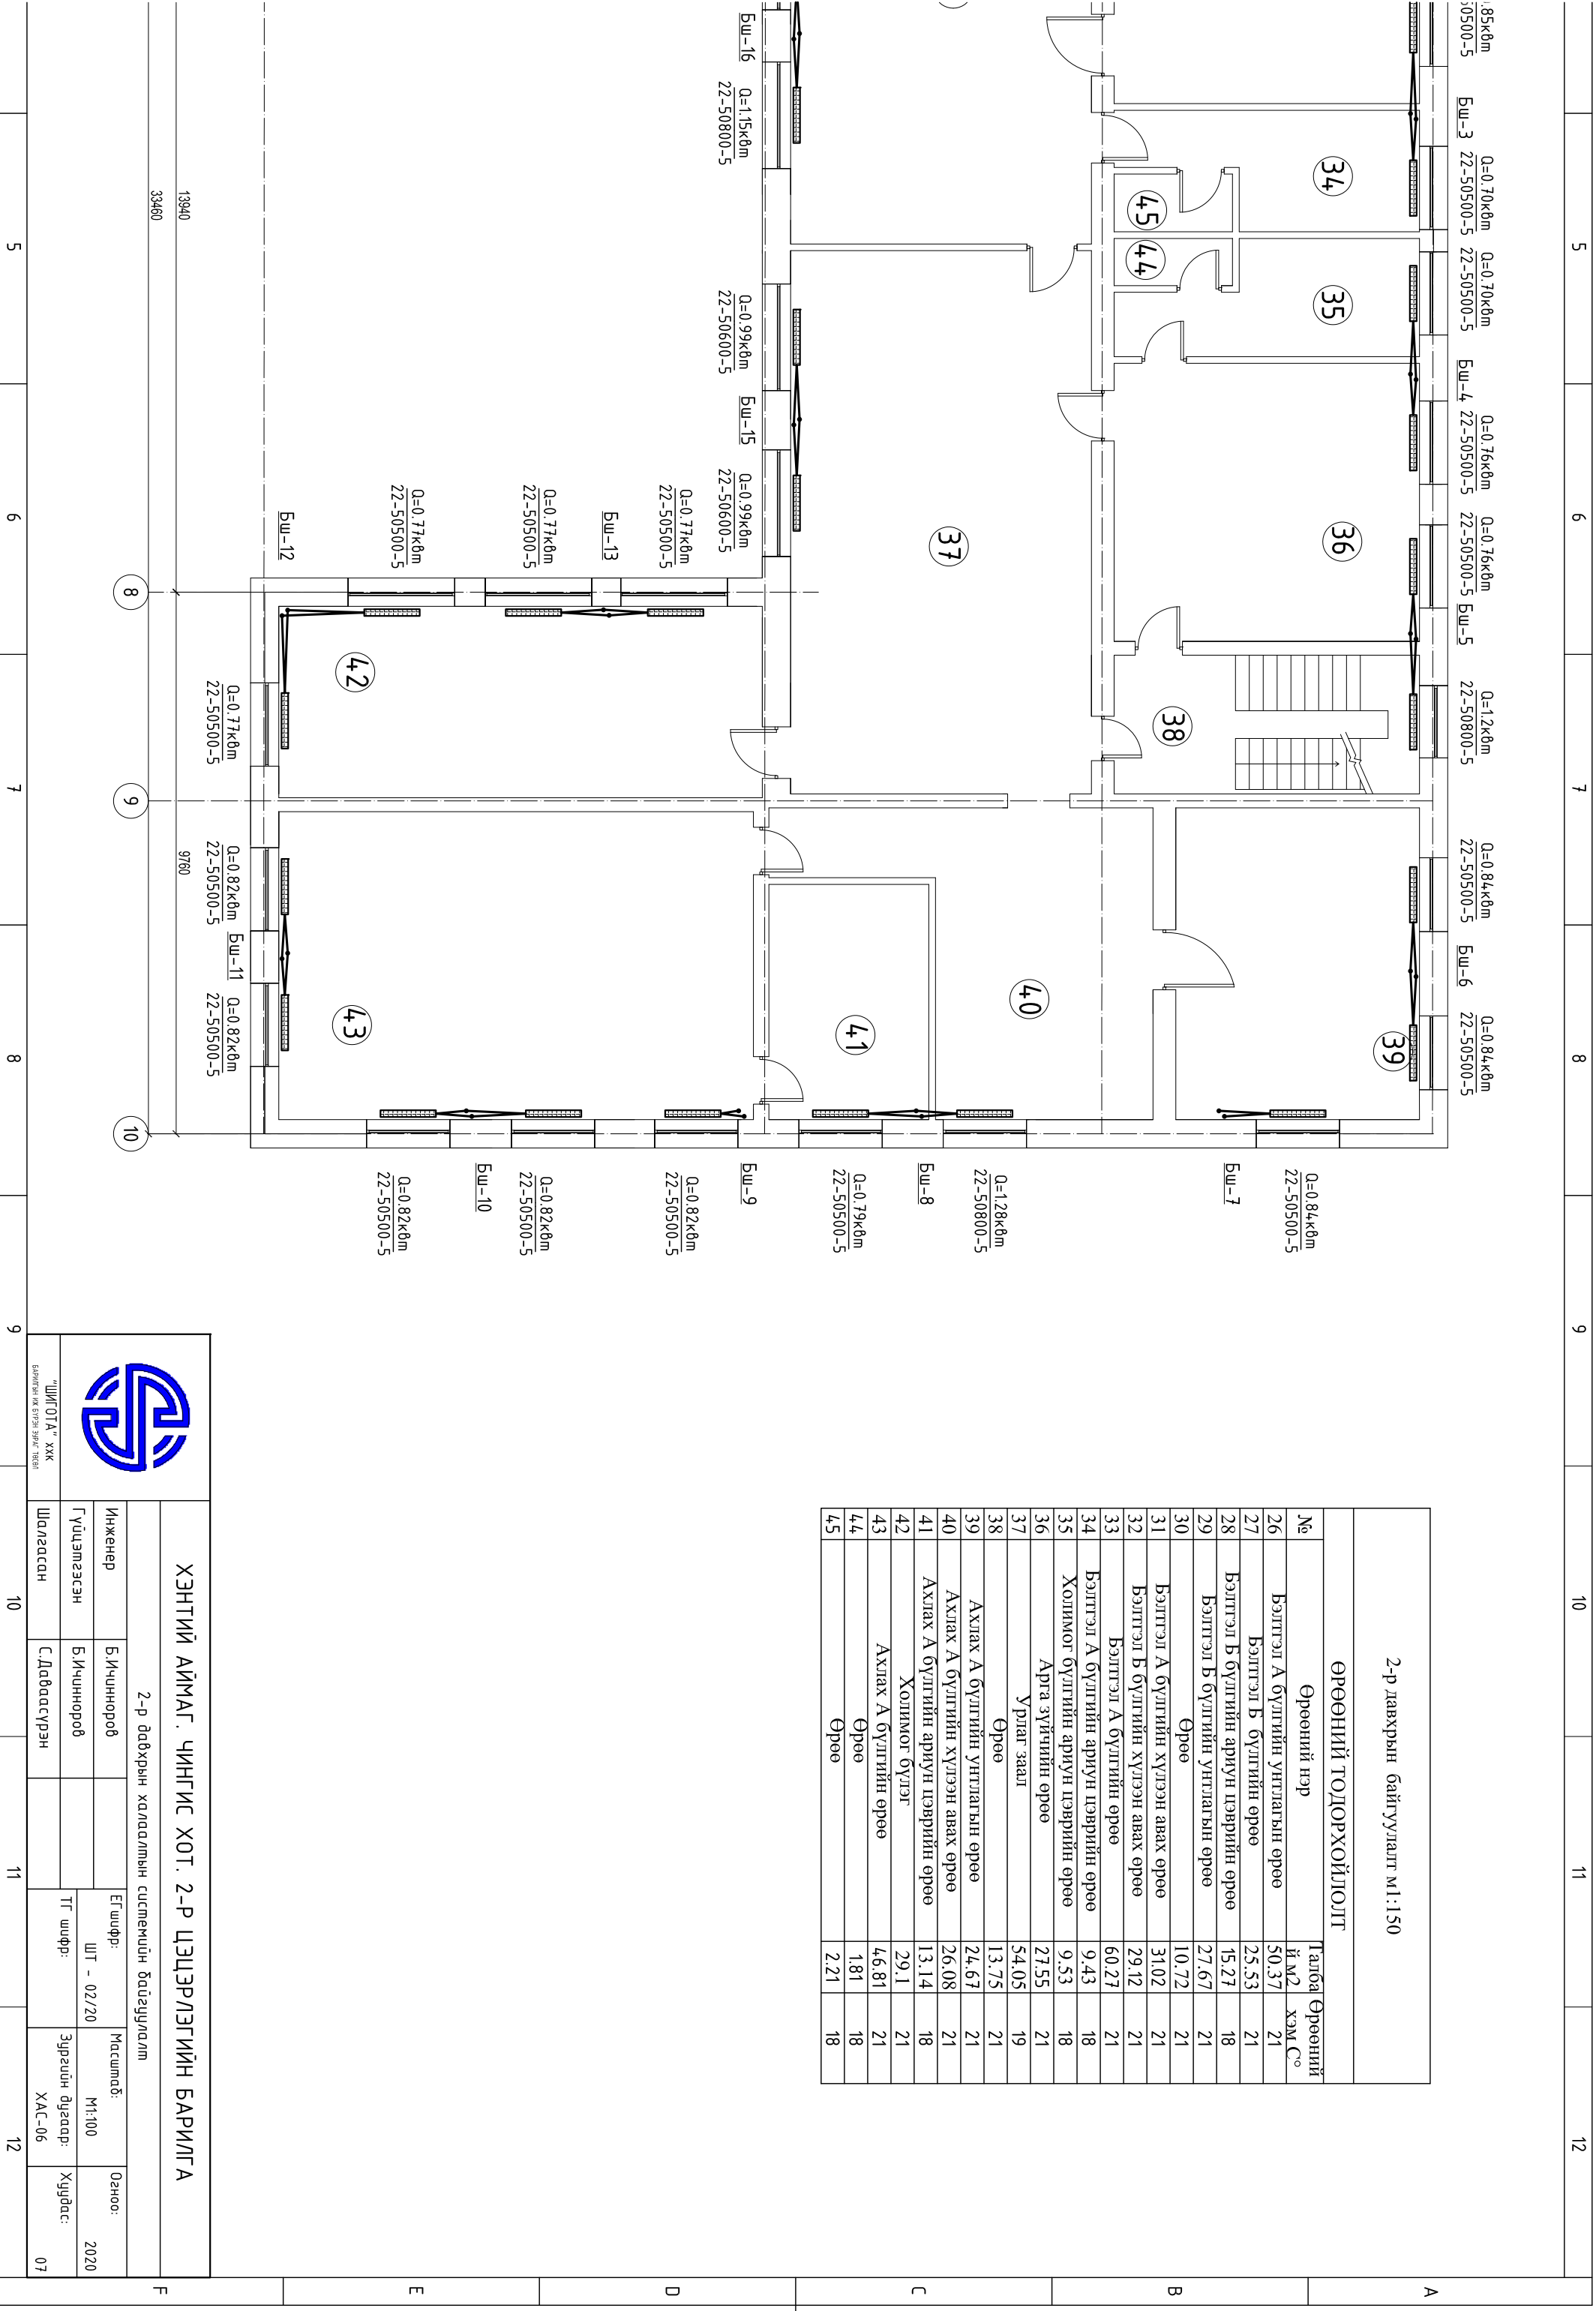 .85кВт
50500-5
Бш-3
Q=0.70кВт
22-50500-5
Q=0.70кВт
22-50500-5
Бш-4
Q=0.76кВт
22-50500-5
Q=0.76кВт
22-50500-5
Бш-5
Q=1.2кВт
22-50800-5
Q=0.84кВт
22-50500-5
Бш-6
Q=0.84кВт
22-50500-5
34
35
36
38
39
45
44
37
40
41
42
43
Бш-16
Q=1.15кВт
22-50800-5
Q=0.99кВт
22-50600-5
Бш-15
Q=0.99кВт
22-50600-5
Q=0.77кВт
22-50500-5
Бш-13
Q=0.77кВт
22-50500-5
Q=0.77кВт
22-50500-5
Бш-12
Q=0.77кВт
22-50500-5
Q=0.82кВт
22-50500-5
Бш-11
Q=0.82кВт
22-50500-5
Q=0.84кВт
22-50500-5
Бш-7
Q=1.28кВт
22-50800-5
Бш-8
Q=0.79кВт
22-50500-5
Бш-9
Q=0.82кВт
22-50500-5
Q=0.82кВт
22-50500-5
Бш-10
Q=0.82кВт
22-50500-5
13940
9760
33460
8
9
10
5
6
7
8
9
10
11
12
5
6
7
8
9
10
11
12
A
B
C
D
E
F
2-р давхрын байгуулалт м1:150
ӨРӨӨНИЙ ТОДОРХОЙЛОЛТ
№ Өрөөний нэр Талбай м2 Өрөөний хэм C°
26 Бэлтгэл А бүлгийн унтлагын өрөө 50.37 21
27 Бэлтгэл Б бүлгийн өрөө 25.53 21
28 Бэлтгэл Б бүлгийн ариун цэврийн өрөө 15.27 18
29 Бэлтгэл Б бүлгийн унтлагын өрөө 27.67 21
30 Өрөө 10.72 21
31 Бэлтгэл А бүлгийн хүлээн авах өрөө 31.02 21
32 Бэлтгэл Б бүлгийн хүлээн авах өрөө 29.12 21
33 Бэлтгэл А бүлгийн өрөө 60.27 21
34 Бэлтгэл А бүлгийн ариун цэврийн өрөө 9.43 18
35 Холимог бүлгийн ариун цэврийн өрөө 9.53 18
36 Арга зүйчийн өрөө 27.55 21
37 Урлаг заал 54.05 19
38 Өрөө 13.75 21
39 Ахлах А бүлгийн унтлагын өрөө 24.67 21
40 Ахлах А бүлгийн хүлээн авах өрөө 26.08 21
41 Ахлах А бүлгийн ариун цэврийн өрөө 13.14 18
42 Холимог бүлэг 29.1 21
43 Ахлах А бүлгийн өрөө 46.81 21
44 Өрөө 1.81 18
45 Өрөө 2.21 18
ХЭНТИЙ АЙМАГ. ЧИНГИС ХОТ. 2-Р ЦЭЦЭРЛЭГИЙН БАРИЛГА
2-р давхрын халаалтын системийн байгуулалт
Инженер Б.Ичинноров
Гүйцэтгэсэн Б.Ичинноров
Шалгасан С.Даваасүрэн
ЕГшифр:
ШТ - 02/20
ТГ шифр:
Масштаб:
М1:100
Зургийн дугаар:
ХАС-06
Огноо:
2020
Хуудас:
07
"ШИГОТА" ХХК